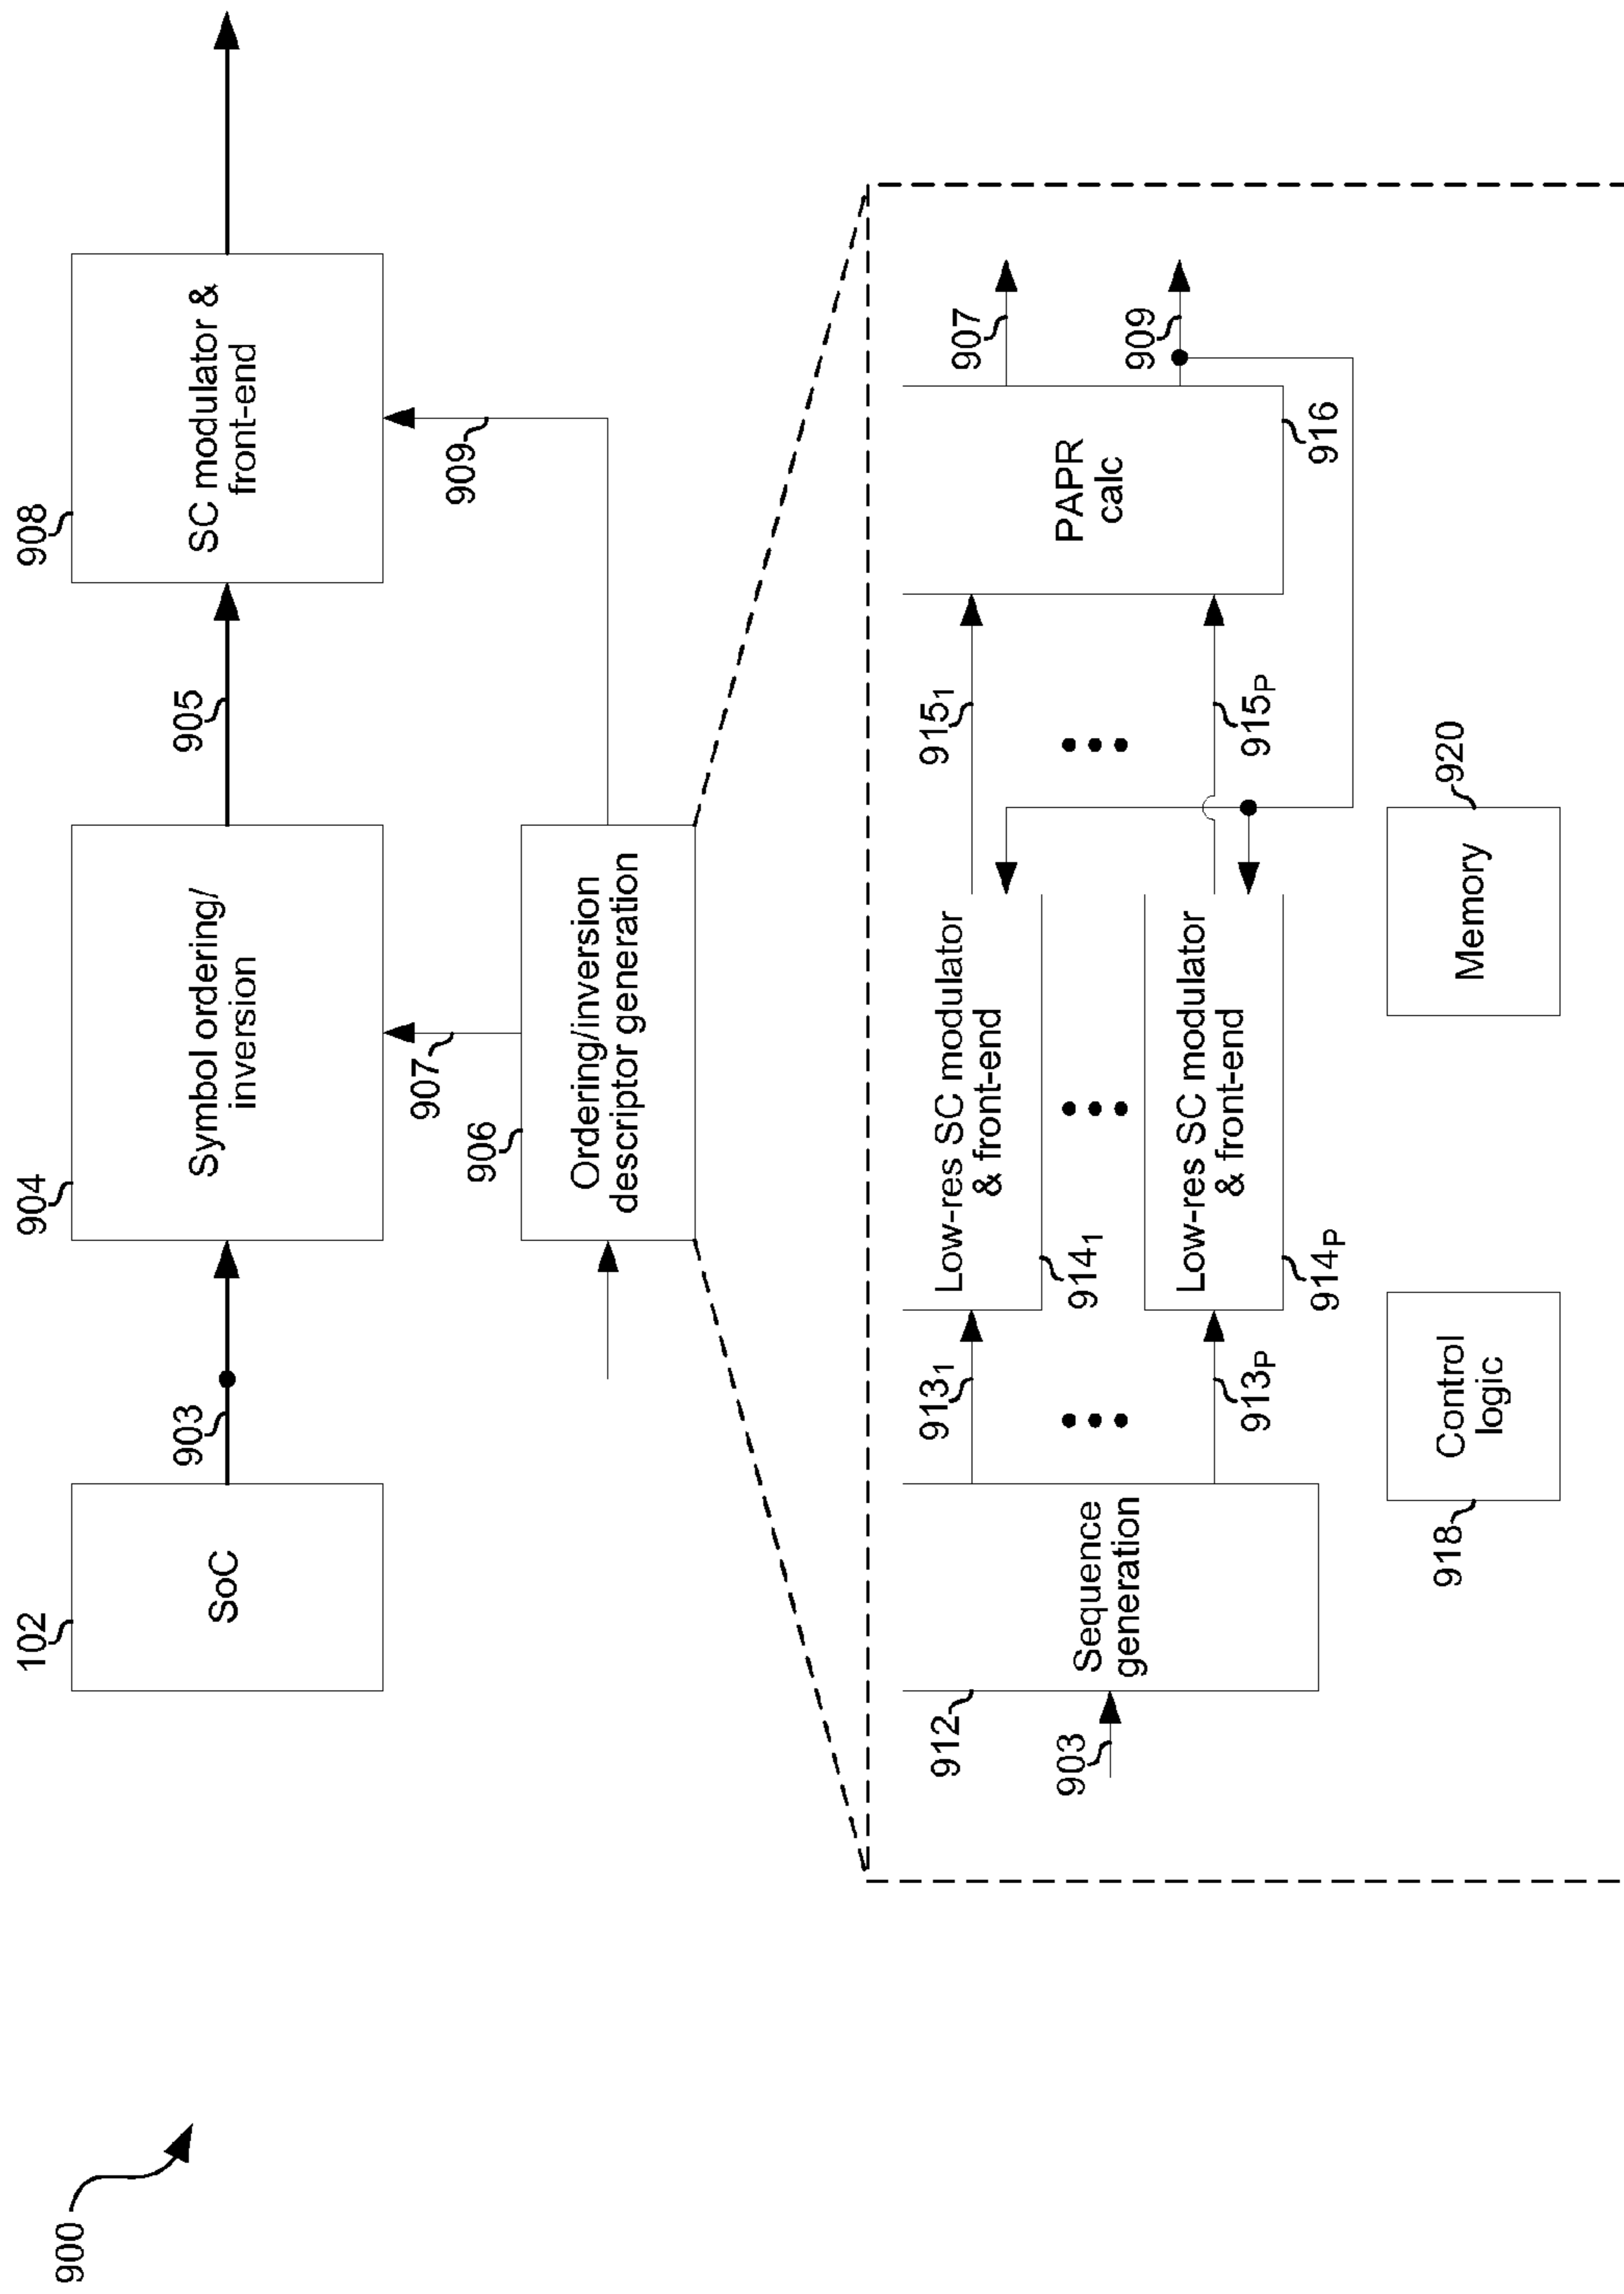 900
102
SoC
903
904
Symbol ordering/
inversion
905
908
SC modulator &
front-end
907
909
906
Ordering/inversion
descriptor generation
912
903
Sequence
generation
913₁
913P
Low-res SC modulator
& front-end
914₁
Low-res SC modulator
& front-end
914P
915₁
915P
PAPR
calc
916
907
909
918
Control
logic
Memory
920